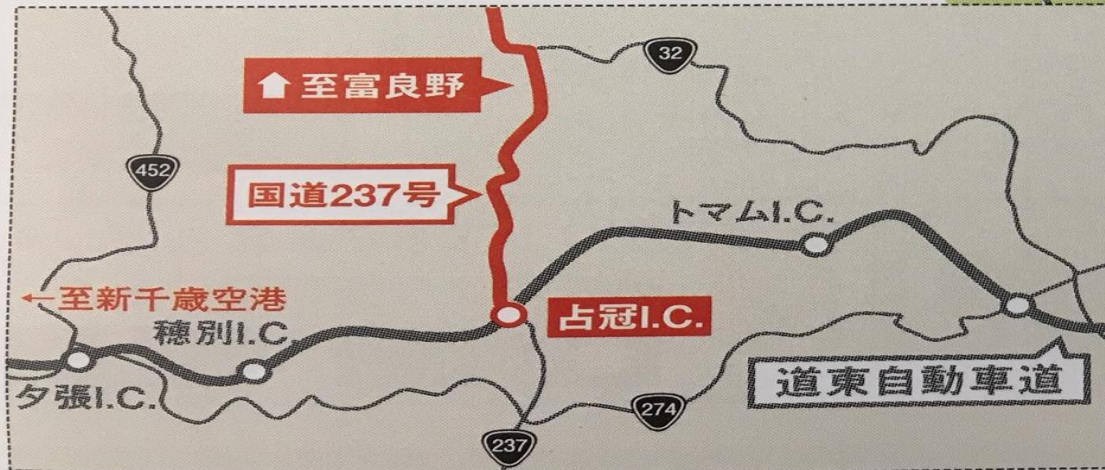 32
至富良野
452
国道237号
トマムI.C.
←至新千歳空港
占冠I.C.
穂別I.C.
道東自動車道
夕張I.C.
274
237